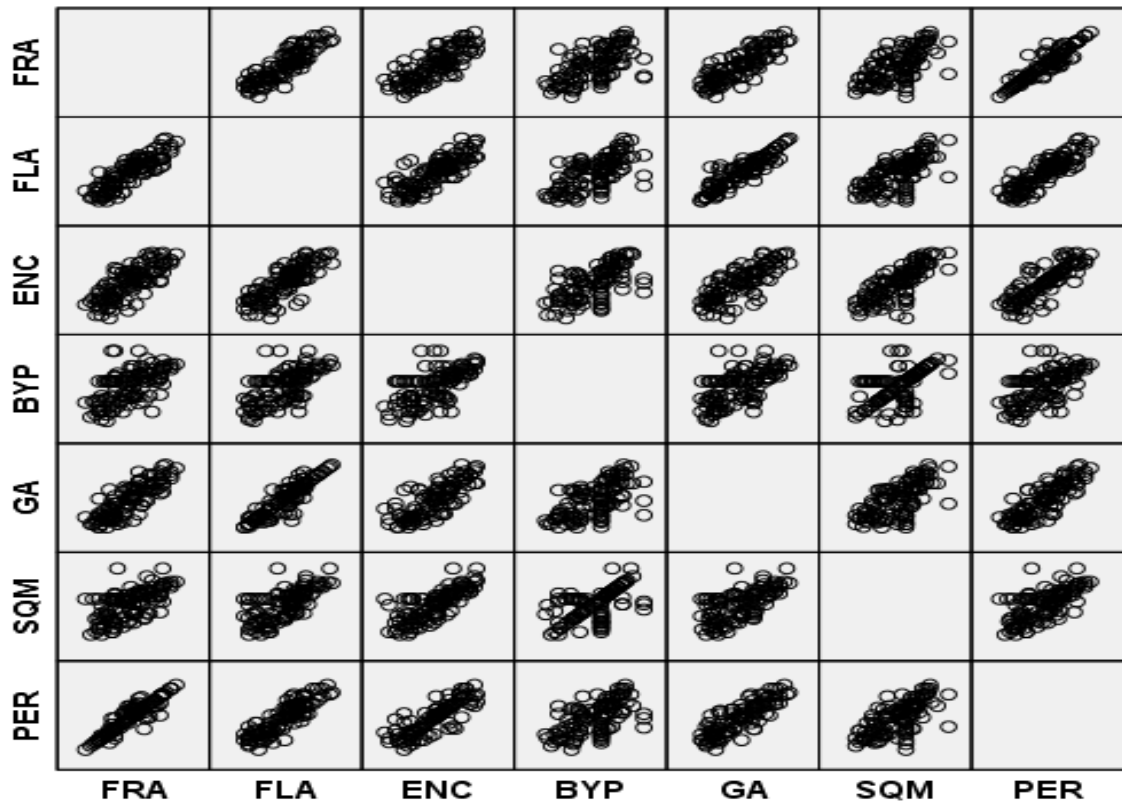 FRA
FLA
ENC
BYP
GA
SQM
PER
FRA FLA ENC BYP GA SQM PER